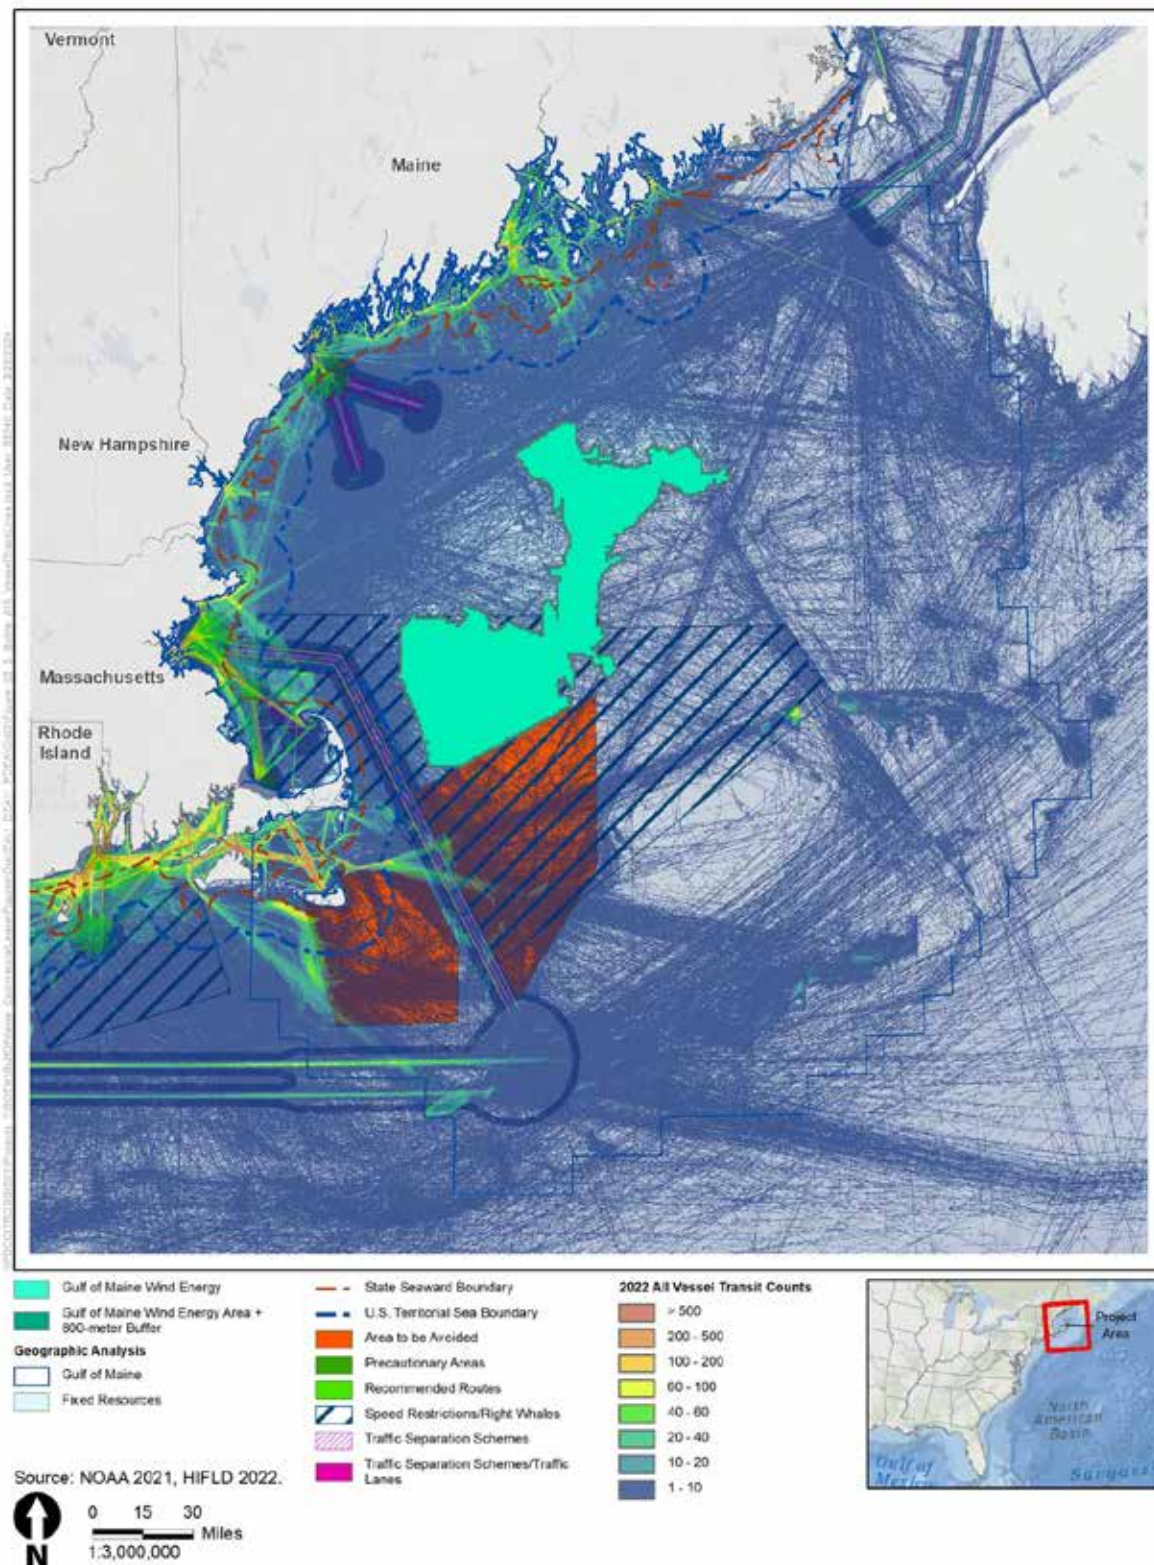 Vermont
Maine
New Hampshire
Massachusetts
Rhode
Island
Gulf of Maine Wind Energy
Gulf of Maine Wind Energy Area +
800-meter Buffer
Geographic Analysis
Gulf of Maine
Fixed Resources
State Seaward Boundary
U.S. Territorial Sea Boundary
Area to be Avoided
Precautionary Areas
Recommended Routes
Speed Restrictions/Right Whales
Traffic Separation Schemes
Traffic Separation Schemes/Traffic
Lanes
2022 All Vessel Transit Counts
> 500
200 - 500
100 - 200
60 - 100
40 - 60
20 - 40
10 - 20
1 - 10
Project
Area
North
American
Basin
Gulf of
Mexico
Sargass
Source: NOAA 2021, HIFLD 2022.
0 15 30
Miles
1:3,000,000
N